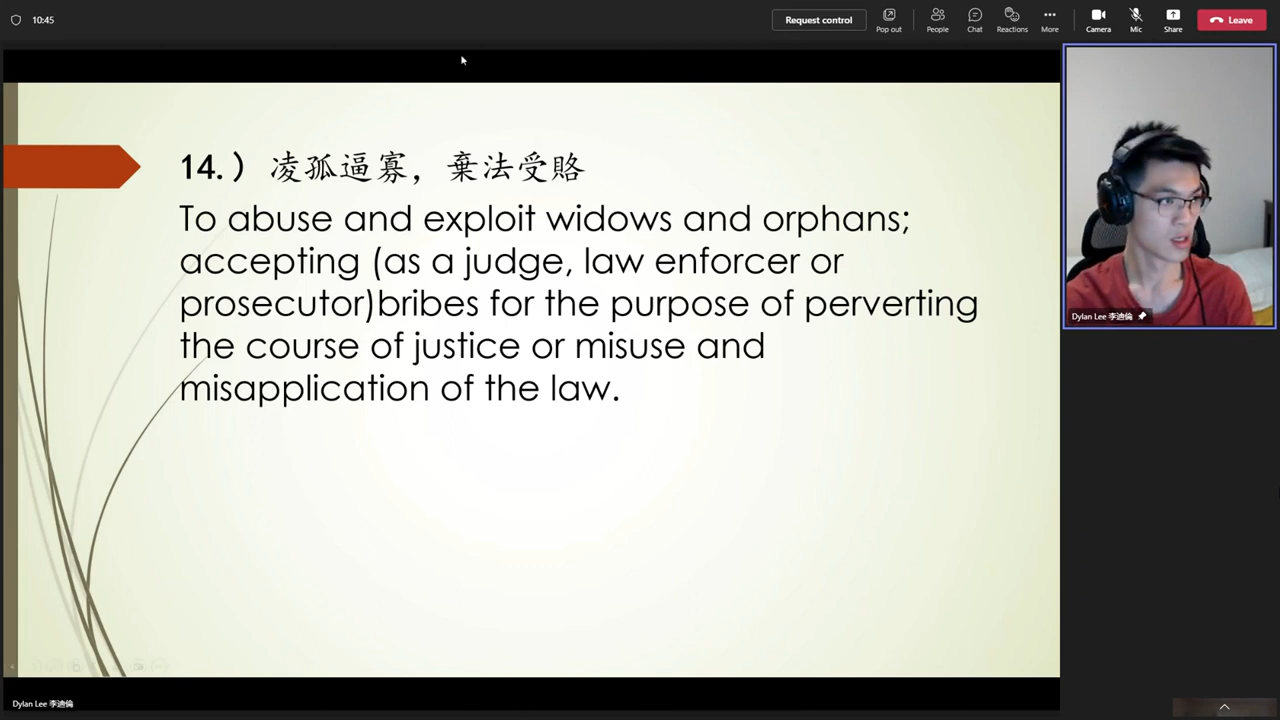 10:45
Request control
Pop out
People
Chat
Reactions
More
Camera
Mic
Share
Leave
14.）凌孤逼寡，棄法受賂
To abuse and exploit widows and orphans;
accepting (as a judge, law enforcer or
prosecutor)bribes for the purpose of perverting
the course of justice or misuse and
misapplication of the law.
Dylan Lee 李迪倫
Dylan Lee 李迪倫